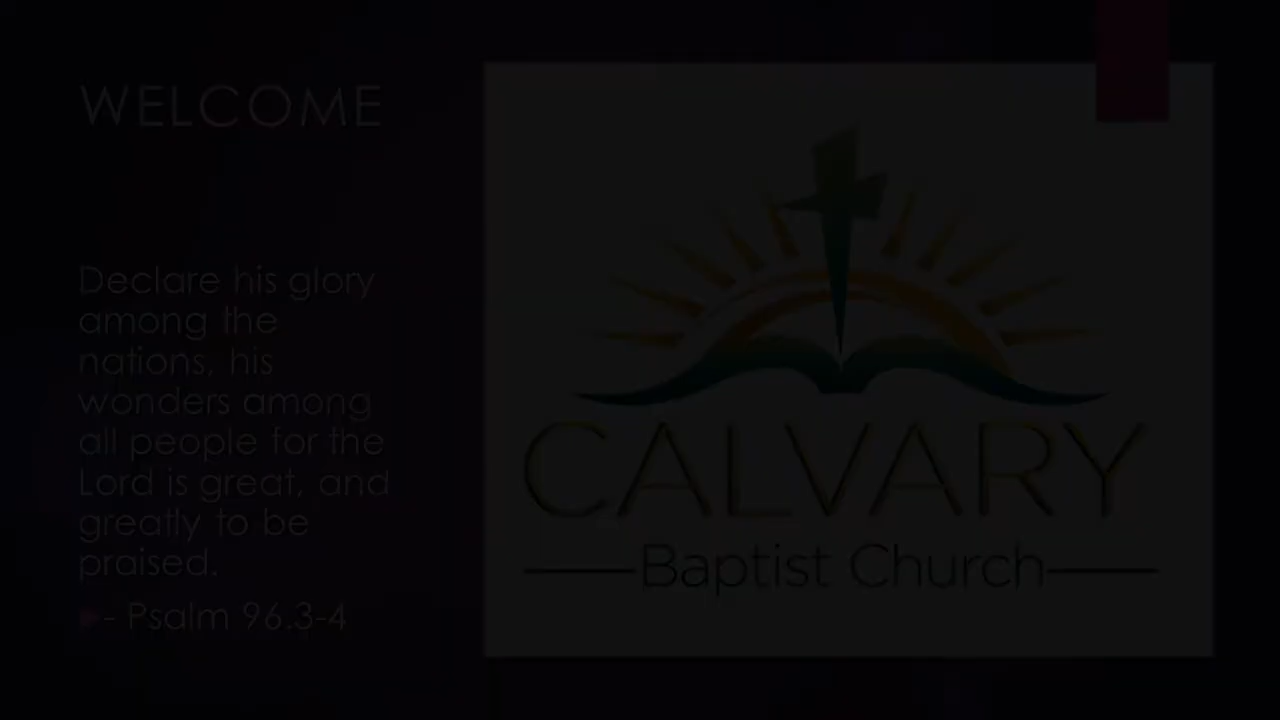 WELCOME
Declare his glory
among the
nations, his
wonders among
all people for the
Lord is great, and
greatly to be
praised.
- Psalm 96.3-4
CALVARY
Baptist Church